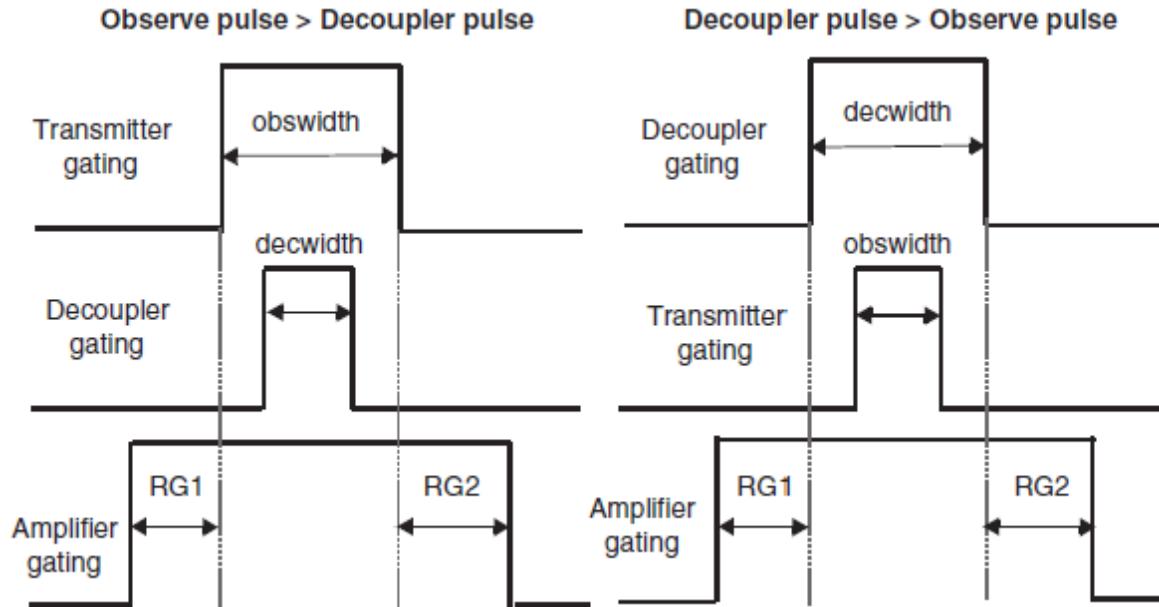 Observe pulse > Decoupler pulse
Transmitter
gating
obswidth
decwidth
Decoupler
gating
RG1
RG2
Amplifier
gating
Decoupler pulse > Observe pulse
Decoupler
gating
decwidth
obswidth
Transmitter
gating
RG1
RG2
Amplifier
gating